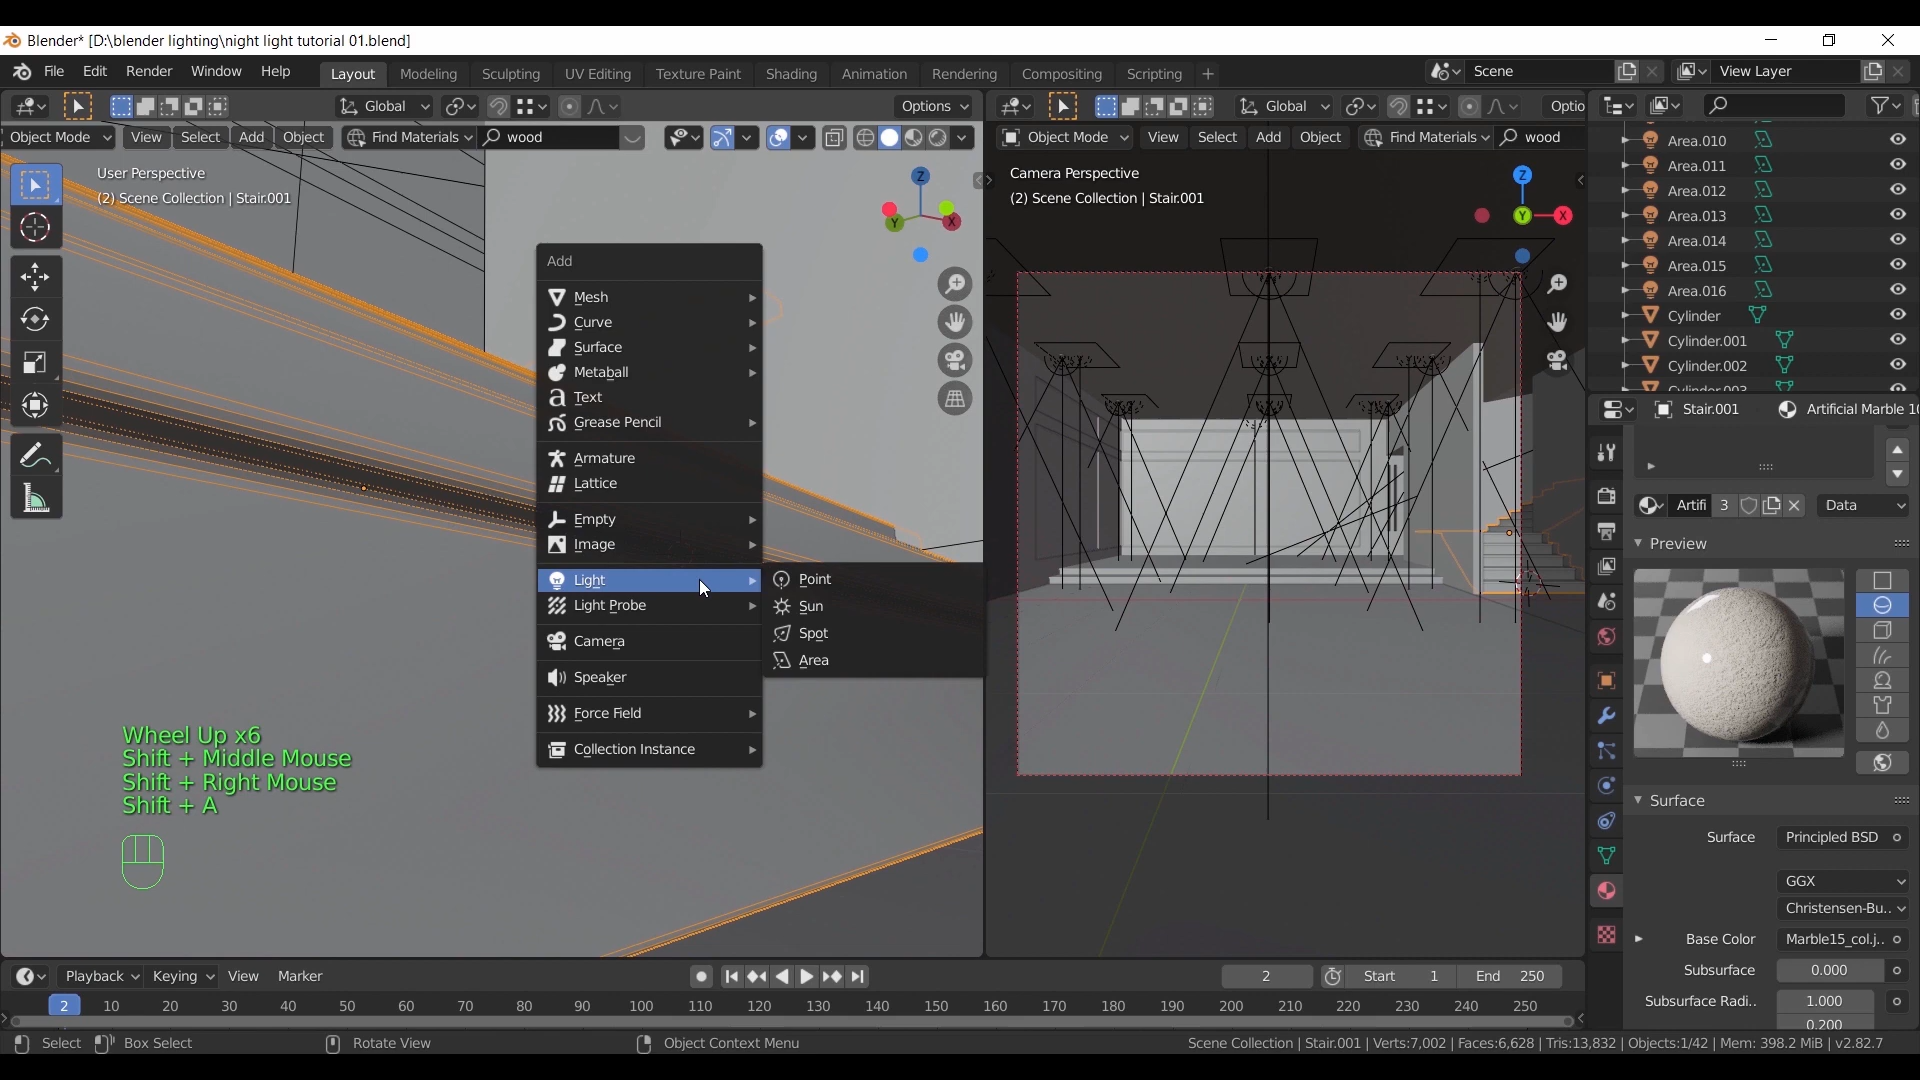 Blender* [D:\blender lighting\night light tutorial 01.blend]
File Edit Render Window Help Layout Modeling Sculpting UV Editing Texture Paint Shading Animation Rendering Compositing Scripting + Scene View Layer
Global Options Global Optio
Object Mode View Select Add Object Find Materials wood Object Mode View Select Add Object Find Materials wood
User Perspective
(2) Scene Collection | Stair.001
Z
Y
X
Camera Perspective
(2) Scene Collection | Stair.001
Z
Y
X
Add
Mesh
Curve
Surface
Metaball
Text
Grease Pencil
Armature
Lattice
Empty
Image
Light
Light Probe
Camera
Speaker
Force Field
Collection Instance
Point
Sun
Spot
Area
Wheel Up x6
Shift + Middle Mouse
Shift + Right Mouse
Shift + A
Area.010
Area.011
Area.012
Area.013
Area.014
Area.015
Area.016
Cylinder
Cylinder.001
Cylinder.002
Cylinder.003
Stair.001 Artificial Marble 10
Artifi 3 Data
Preview
Surface
Surface Principled BSD
GGX
Christensen-Bu..
Base Color Marble15_col.j..
Subsurface 0.000
Subsurface Radi.. 1.000
0.200
Playback Keying View Marker 2 Start 1 End 250
2 10 20 30 40 50 60 70 80 90 100 110 120 130 140 150 160 170 180 190 200 210 220 230 240 250
Select Box Select Rotate View Object Context Menu Scene Collection | Stair.001 | Verts:7,002 | Faces:6,628 | Tris:13,832 | Objects:1/42 | Mem: 398.2 MiB | v2.82.7